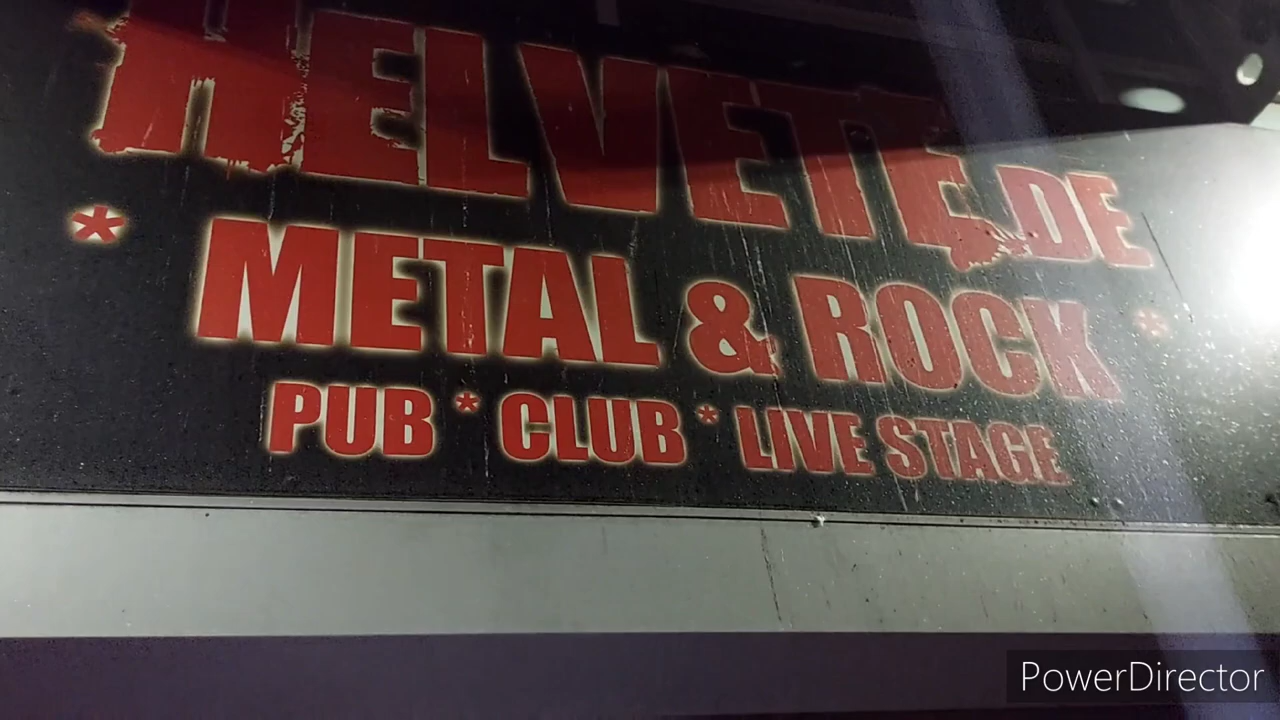 HELVETE.DE
* METAL & ROCK *
PUB * CLUB * LIVE STAGE
PowerDirector